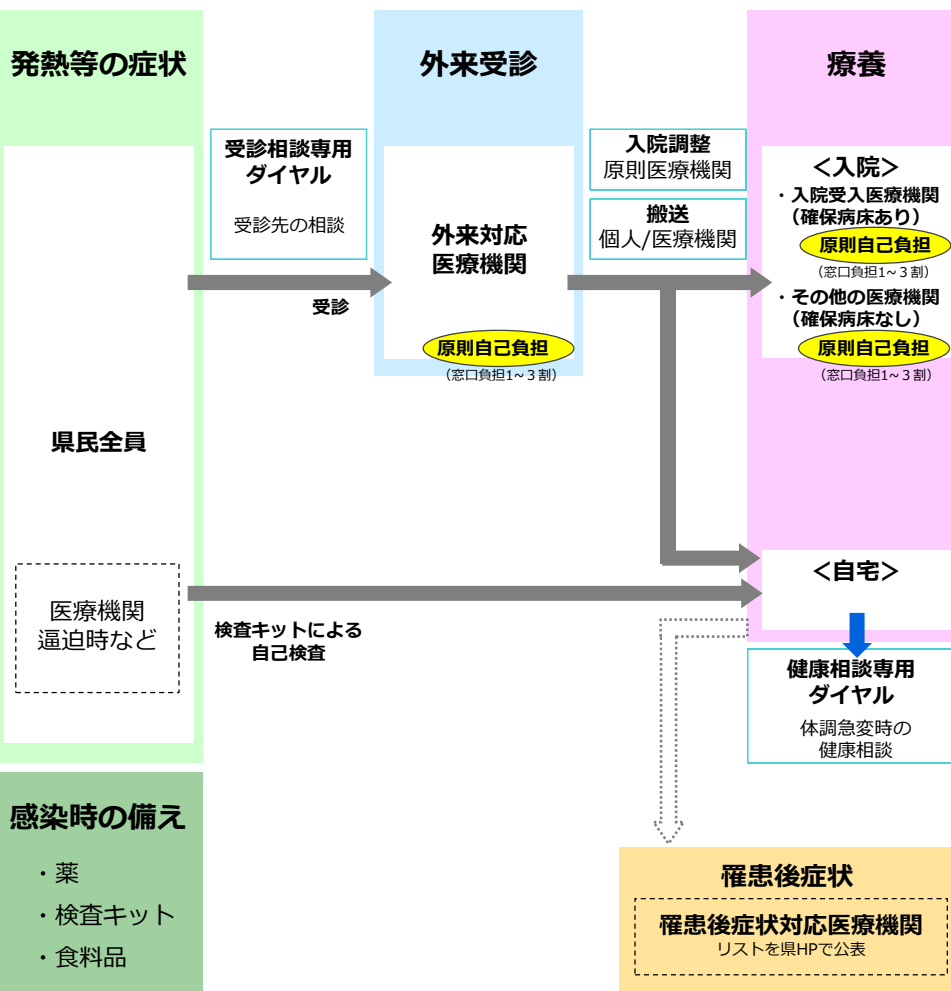 発熱等の症状
外来受診
療養
受診相談専用
ダイヤル
受診先の相談
入院調整
原則医療機関
搬送
個人/医療機関
外来対応
医療機関
原則自己負担
（窓口負担1~３割）
受診
＜入院＞
・入院受入医療機関
（確保病床あり）
原則自己負担
（窓口負担1~３割）
・その他の医療機関
（確保病床なし）
原則自己負担
（窓口負担1~３割）
県民全員
医療機関
逼迫時など
検査キットによる
自己検査
＜自宅＞
健康相談専用
ダイヤル
体調急変時の
健康相談
感染時の備え
・薬
・検査キット
・食料品
罹患後症状
罹患後症状対応医療機関
リストを県HPで公表